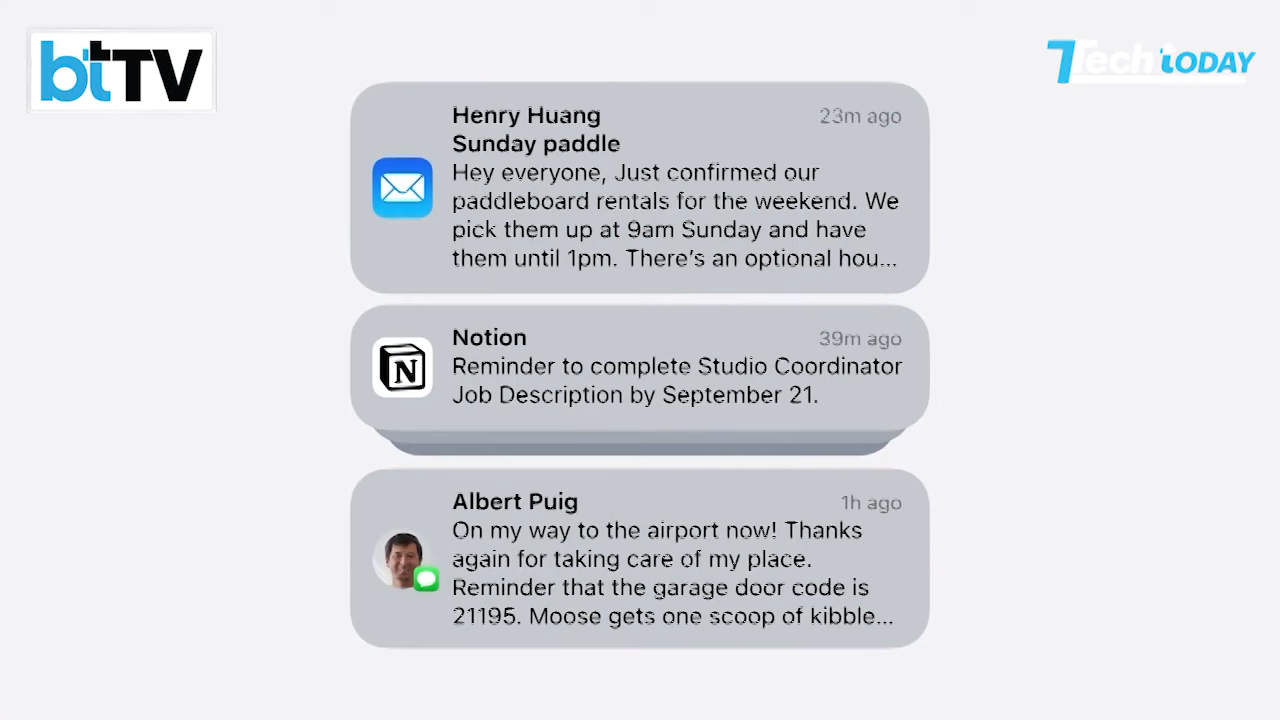 btTV
Tech today
Henry Huang 23m ago
Sunday paddle
Hey everyone, Just confirmed our
paddleboard rentals for the weekend. We
pick them up at 9am Sunday and have
them until 1pm. There's an optional hou...
Notion 39m ago
Reminder to complete Studio Coordinator
Job Description by September 21.
N
Albert Puig 1h ago
On my way to the airport now! Thanks
again for taking care of my place.
Reminder that the garage door code is
21195. Moose gets one scoop of kibble...